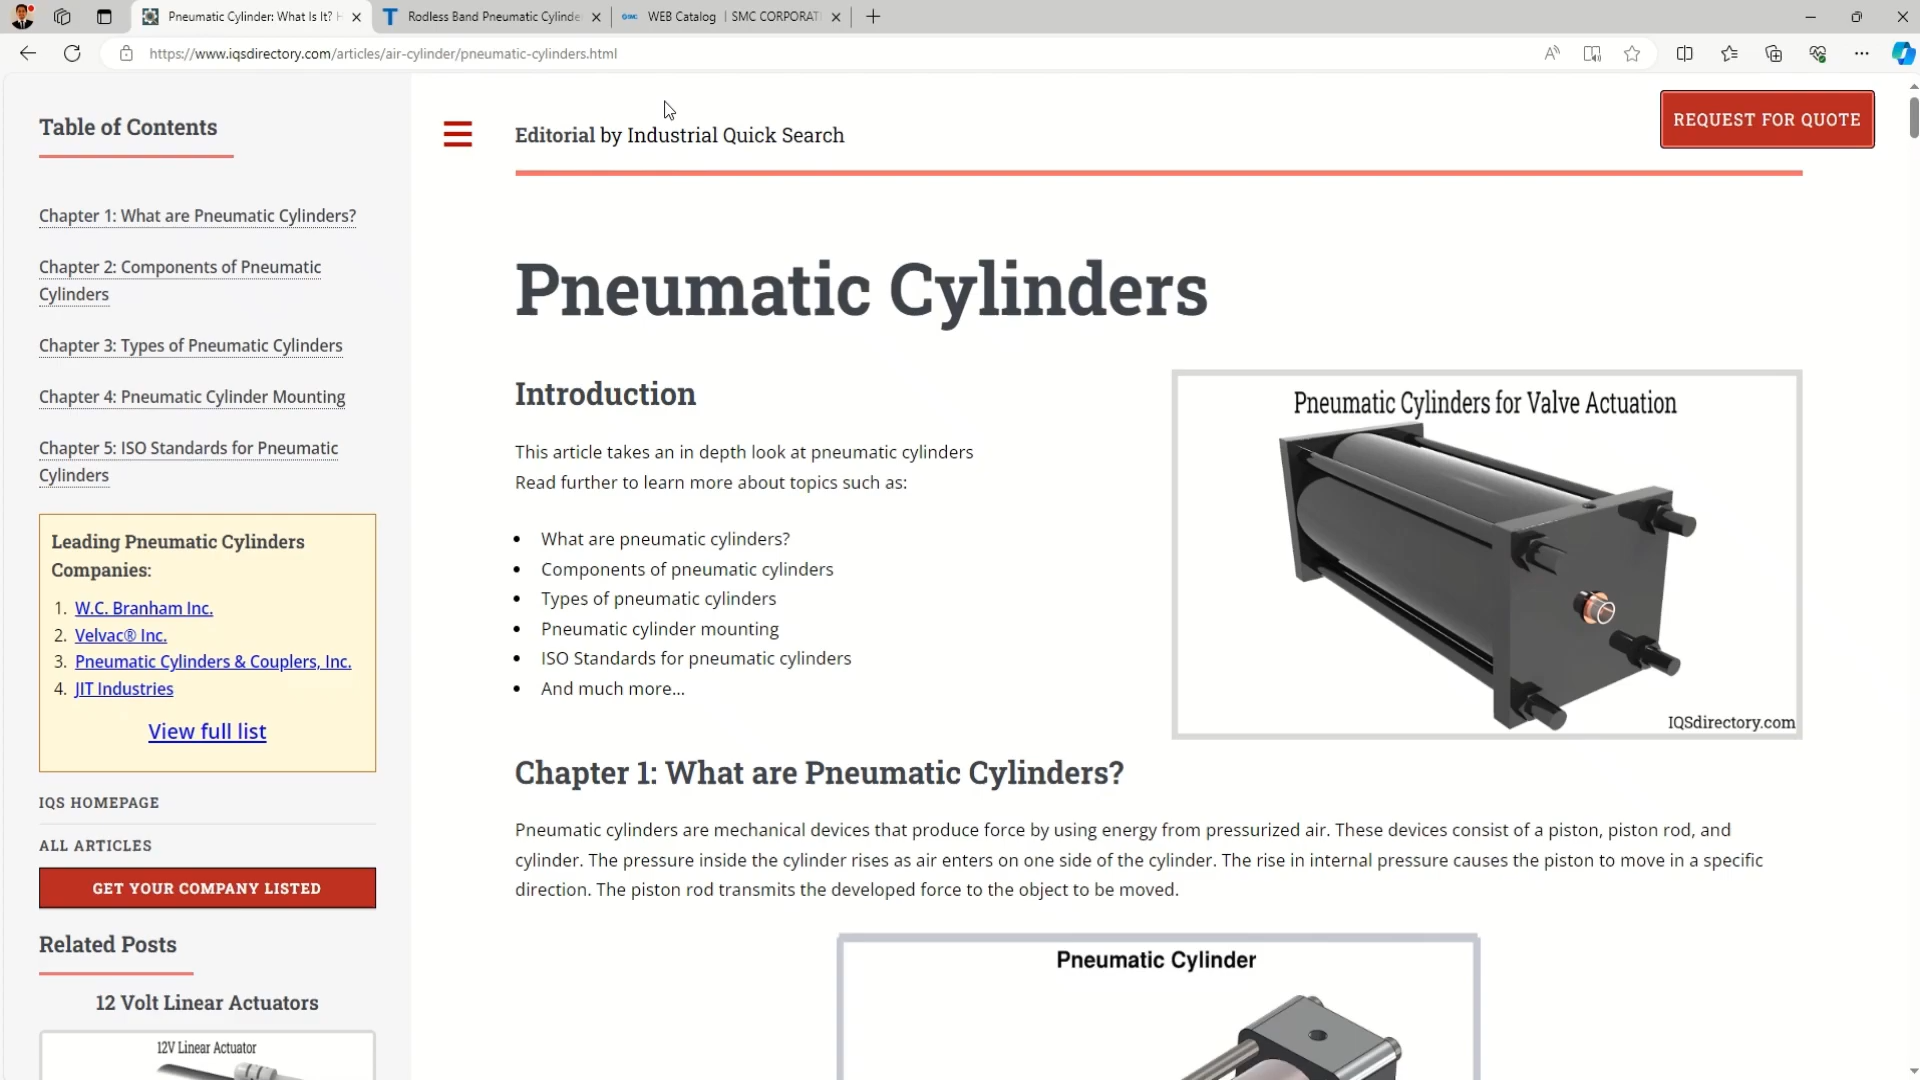 Pneumatic Cylinder: What Is It? H
Rodless Band Pneumatic Cylinde
SMC
WEB Catalog | SMC CORPORATI
https://www.iqsdirectory.com/articles/air-cylinder/pneumatic-cylinders.html
Table of Contents
Chapter 1: What are Pneumatic Cylinders?
Chapter 2: Components of Pneumatic
Cylinders
Chapter 3: Types of Pneumatic Cylinders
Chapter 4: Pneumatic Cylinder Mounting
Chapter 5: ISO Standards for Pneumatic
Cylinders
Leading Pneumatic Cylinders
Companies:
1. W.C. Branham Inc.
2. Velvac® Inc.
3. Pneumatic Cylinders & Couplers, Inc.
4. JIT Industries
View full list
IQS HOMEPAGE
ALL ARTICLES
GET YOUR COMPANY LISTED
Related Posts
12 Volt Linear Actuators
12V Linear Actuator
Editorial by Industrial Quick Search
REQUEST FOR QUOTE
Pneumatic Cylinders
Introduction
This article takes an in depth look at pneumatic cylinders
Read further to learn more about topics such as:
• What are pneumatic cylinders?
• Components of pneumatic cylinders
• Types of pneumatic cylinders
• Pneumatic cylinder mounting
• ISO Standards for pneumatic cylinders
• And much more...
Pneumatic Cylinders for Valve Actuation
IQSdirectory.com
Chapter 1: What are Pneumatic Cylinders?
Pneumatic cylinders are mechanical devices that produce force by using energy from pressurized air. These devices consist of a piston, piston rod, and
cylinder. The pressure inside the cylinder rises as air enters on one side of the cylinder. The rise in internal pressure causes the piston to move in a specific
direction. The piston rod transmits the developed force to the object to be moved.
Pneumatic Cylinder